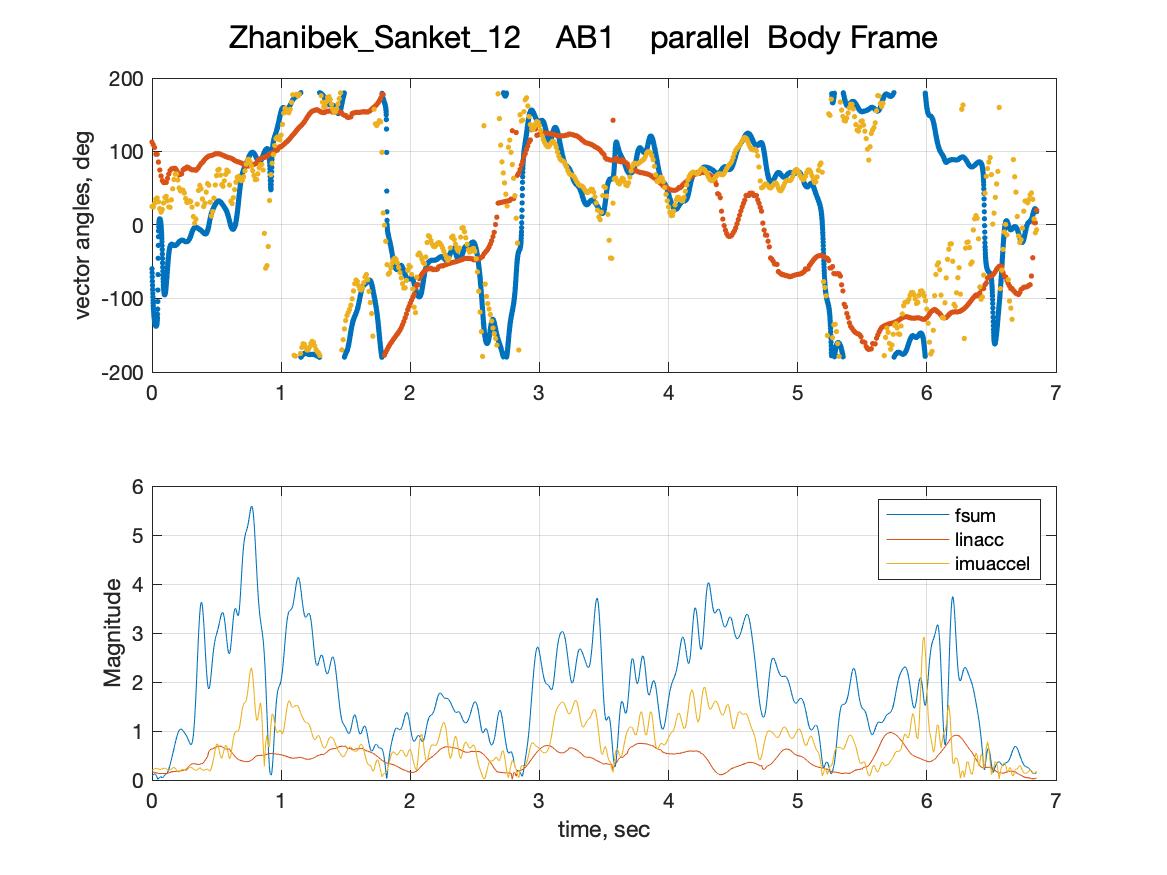 Zhanibek_Sanket_12 AB1 parallel Body Frame
200
100
0
-100
-200
vector angles, deg
0 1 2 3 4 5 6 7
6
5
4
3
2
1
0
Magnitude
fsum
linacc
imuaccel
0 1 2 3 4 5 6 7
time, sec